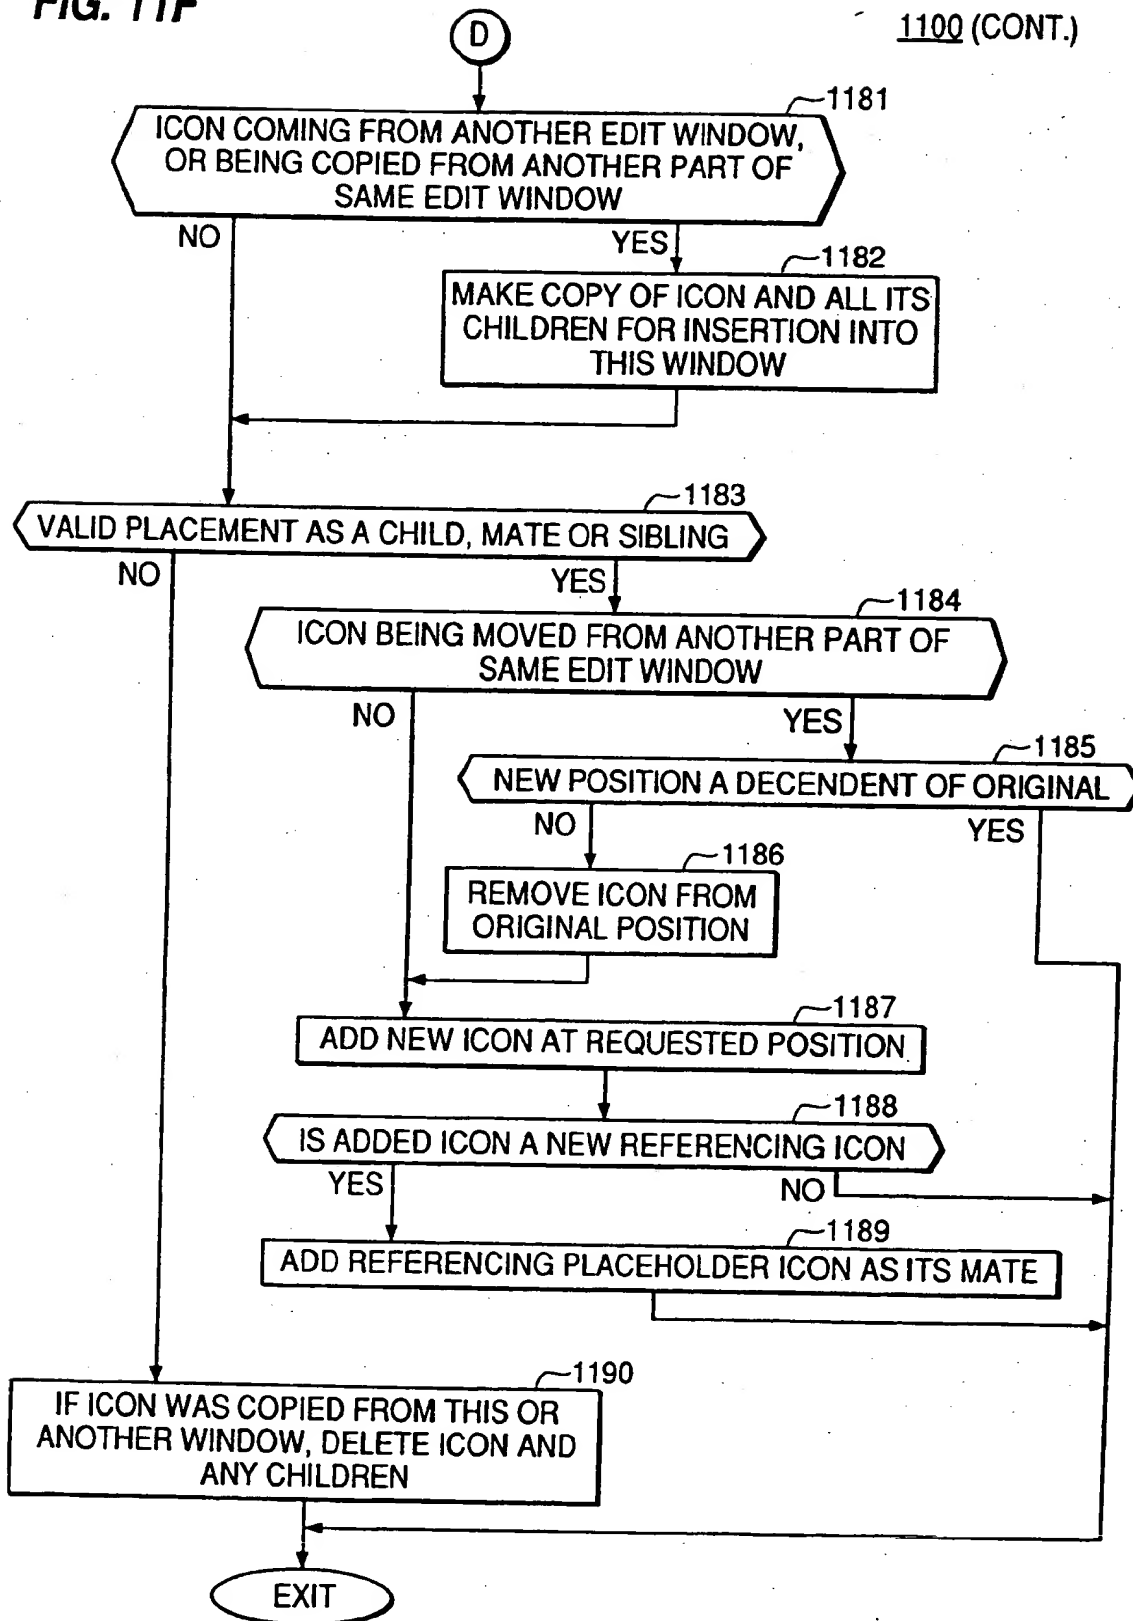 FIG. 11F
1100 (CONT.)
D
1181
ICON COMING FROM ANOTHER EDIT WINDOW,
OR BEING COPIED FROM ANOTHER PART OF
SAME EDIT WINDOW
NO
YES
1182
MAKE COPY OF ICON AND ALL ITS
CHILDREN FOR INSERTION INTO
THIS WINDOW
1183
VALID PLACEMENT AS A CHILD, MATE OR SIBLING
NO
YES
1184
ICON BEING MOVED FROM ANOTHER PART OF
SAME EDIT WINDOW
NO
YES
1185
NEW POSITION A DECENDENT OF ORIGINAL
NO
YES
1186
REMOVE ICON FROM
ORIGINAL POSITION
1187
ADD NEW ICON AT REQUESTED POSITION
1188
IS ADDED ICON A NEW REFERENCING ICON
YES
NO
1189
ADD REFERENCING PLACEHOLDER ICON AS ITS MATE
1190
IF ICON WAS COPIED FROM THIS OR
ANOTHER WINDOW, DELETE ICON AND
ANY CHILDREN
EXIT